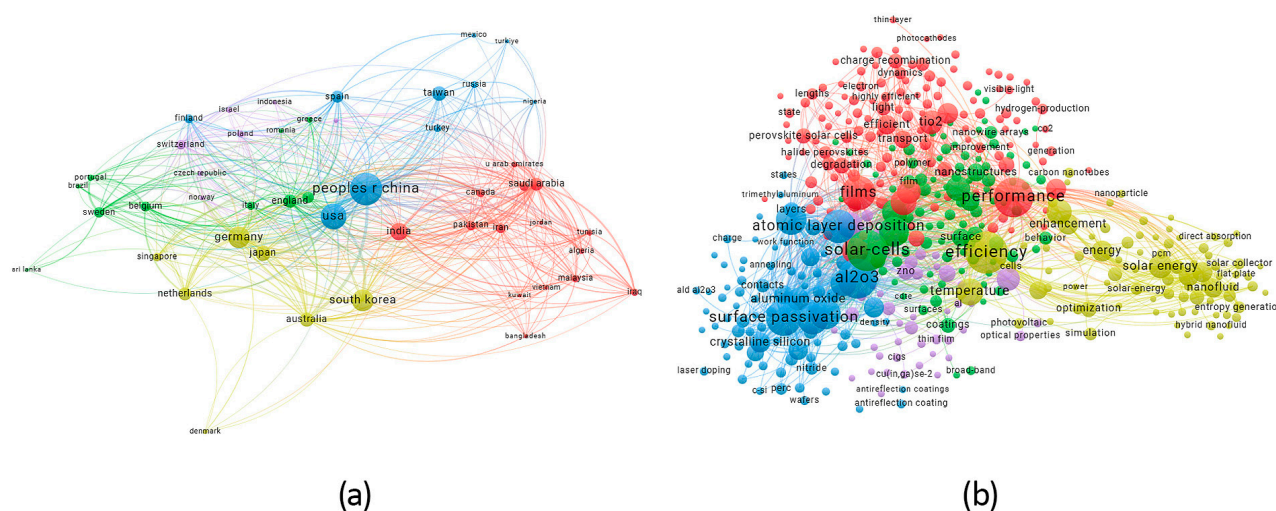 mexico
turkiye
russia
taiwan
spain
indonesia
israel
nigeria
finland
greece
romania
turkey
poland
switzerland
u arab emirates
czech republic
portugal
brazil
peoples r china
saudi arabia
canada
norway
sweden
belgium
italy
england
usa
pakistan
iran
jordan
india
tunisia
germany
japan
algeria
singapore
sri lanka
malaysia
vietnam
netherlands
south korea
kuwait
iraq
australia
bangladesh
denmark
(a)
thin-layer
photocathodes
charge recombination
dynamics
electron
visible-light
lengths
highly efficient
light
hydrogen-production
state
efficient
tio2
perovskite solar cells
transport
nanowire arrays
co2
improvement
halide perovskites
generation
degradation
polymer
states
nanostructures
carbon nanotubes
film
trimethylaluminum
films
performance
nanoparticle
layers
atomic layer deposition
enhancement
charge
work function
solar-cells
surface
behavior
direct absorption
efficiency
energy
pcm
annealing
zno
cells
solar energy
solar collector
flat-plate
al2o3
ald al2o3
contacts
temperature
power
solar-energy
nanofluid
aluminum oxide
cdte
al
surfaces
optimization
entropy generation
surface passivation
density
coatings
photovoltaic
simulation
hybrid nanofluid
crystalline silicon
thin film
optical properties
cigs
laser doping
nitride
cu(in,ga)se-2
broad-band
c-si
perc
antireflection coatings
wafers
antireflection coating
(b)